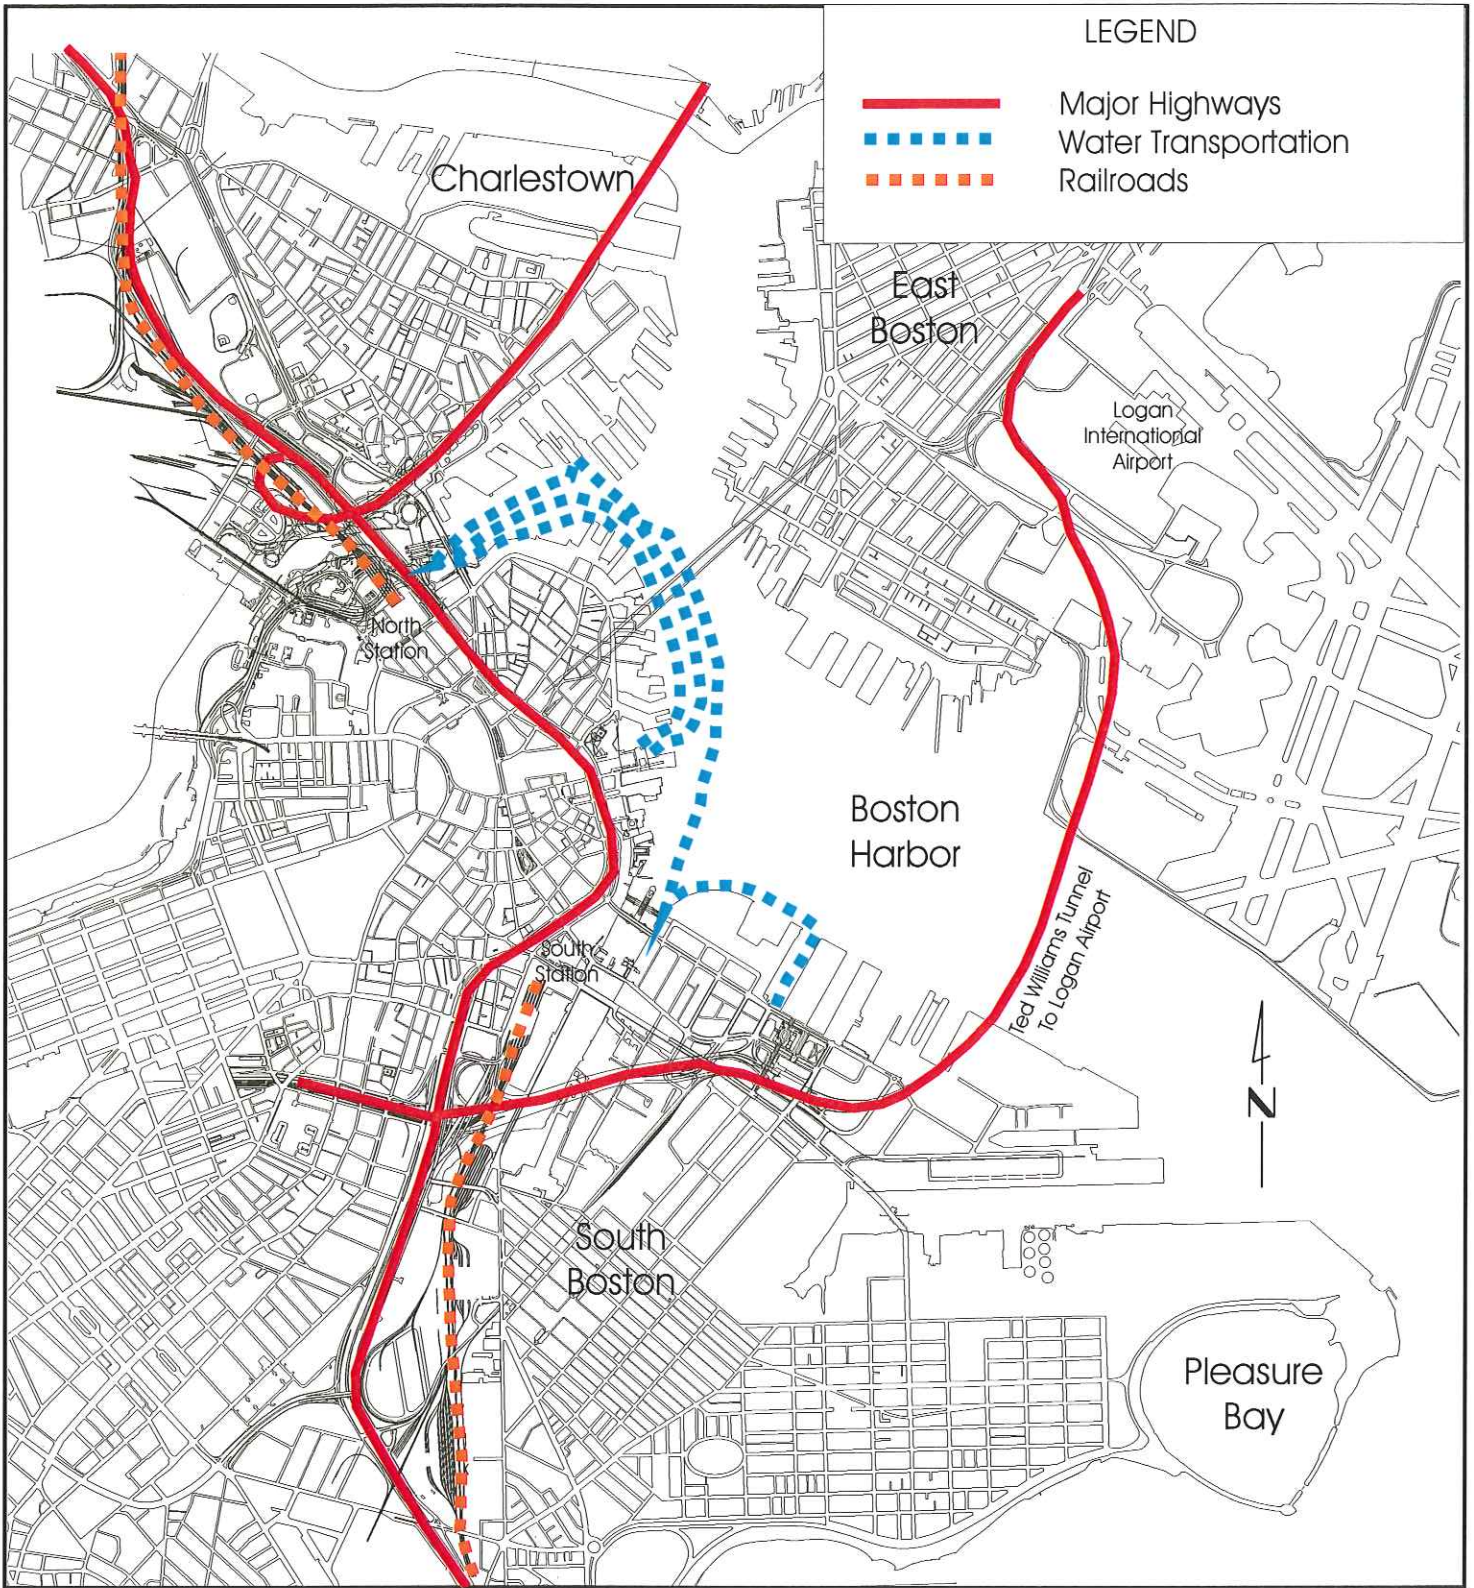 LEGEND
Major Highways
Water Transportation
Railroads
Charlestown
East
Boston
Logan
International
Airport
North
Station
Boston
Harbor
Ted Williams Tunnel
To Logan Airport
South
Station
N
South
Boston
Pleasure
Bay